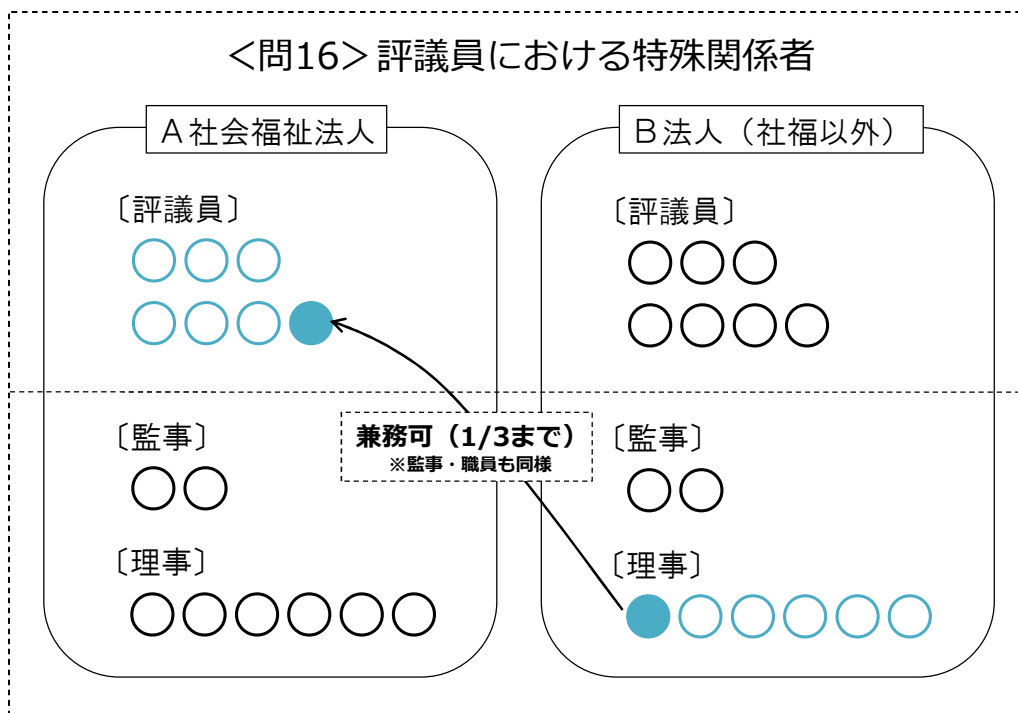 ＜問16＞評議員における特殊関係者
Ａ社会福祉法人
Ｂ法人（社福以外）
〔評議員〕
〔評議員〕
兼務可（1/3まで）
※監事・職員も同様
〔監事〕
〔監事〕
〔理事〕
〔理事〕